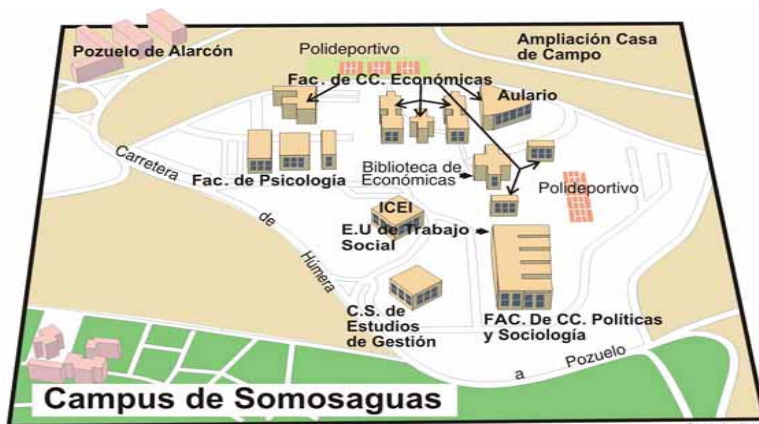 Pozuelo de Alarcón
Polideportivo
Ampliación Casa
de Campo
Fac. de CC. Económicas
Aulario
Carretera
de
Húmera
Fac. de Psicología
Biblioteca de
Económicas
Polideportivo
ICEI
E.U de Trabajo
Social
C.S. de
Estudios
de Gestión
FAC. De CC. Políticas
y Sociología
a
Pozuelo
Campus de Somosaguas